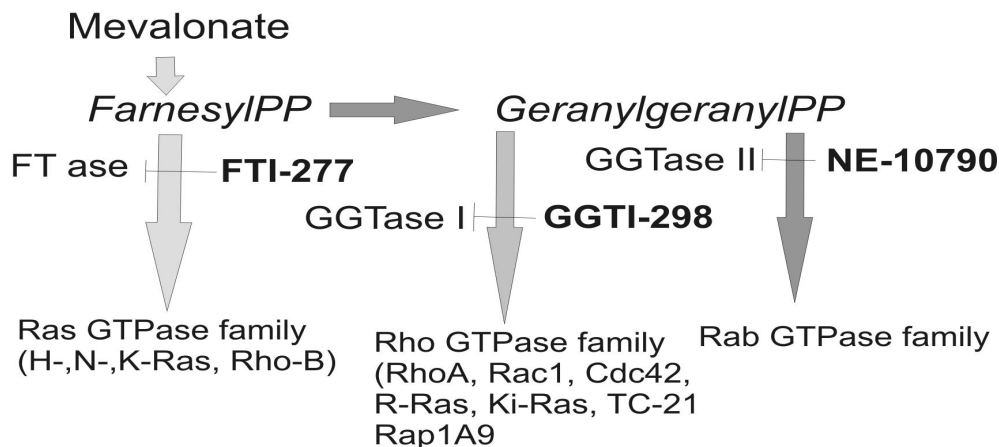 Mevalonate
FarnesylPP
GeranylgeranylPP
FT ase
FTI-277
GGTase II
NE-10790
GGTase I
GGTI-298
Ras GTPase family
(H-,N-,K-Ras, Rho-B)
Rho GTPase family
(RhoA, Rac1, Cdc42,
R-Ras, Ki-Ras, TC-21
Rap1A9
Rab GTPase family